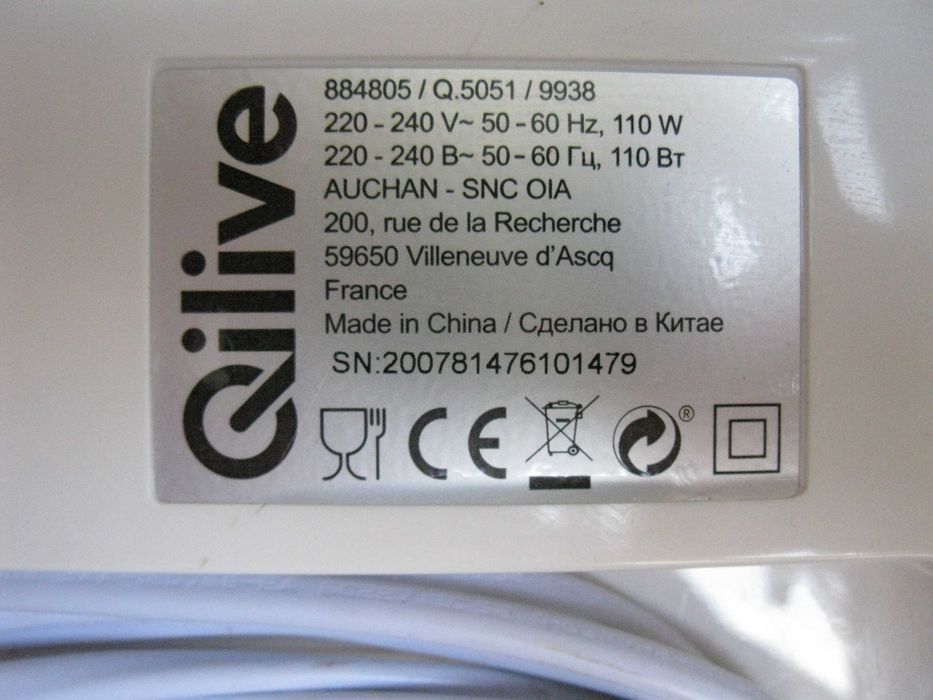 Qilive
884805 / Q.5051 / 9938
220 - 240 V~ 50 - 60 Hz, 110 W
220 - 240 В~ 50 - 60 Гц, 110 Вт
AUCHAN - SNC OIA
200, rue de la Recherche
59650 Villeneuve d'Ascq
France
Made in China / Сделано в Китае
SN:200781476101479
CE
®